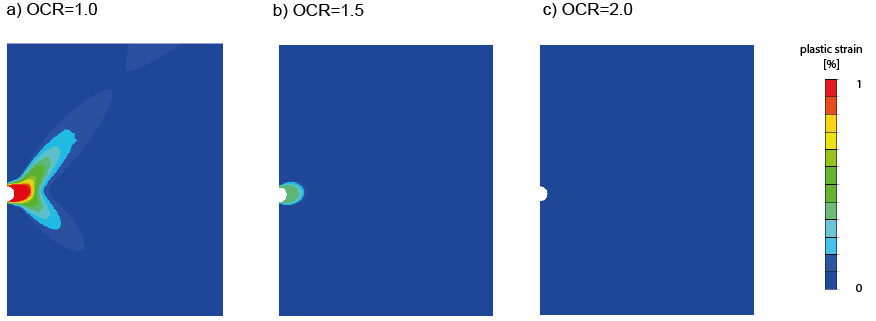 a) OCR=1.0
b) OCR=1.5
c) OCR=2.0
plastic strain
[%]
1
0